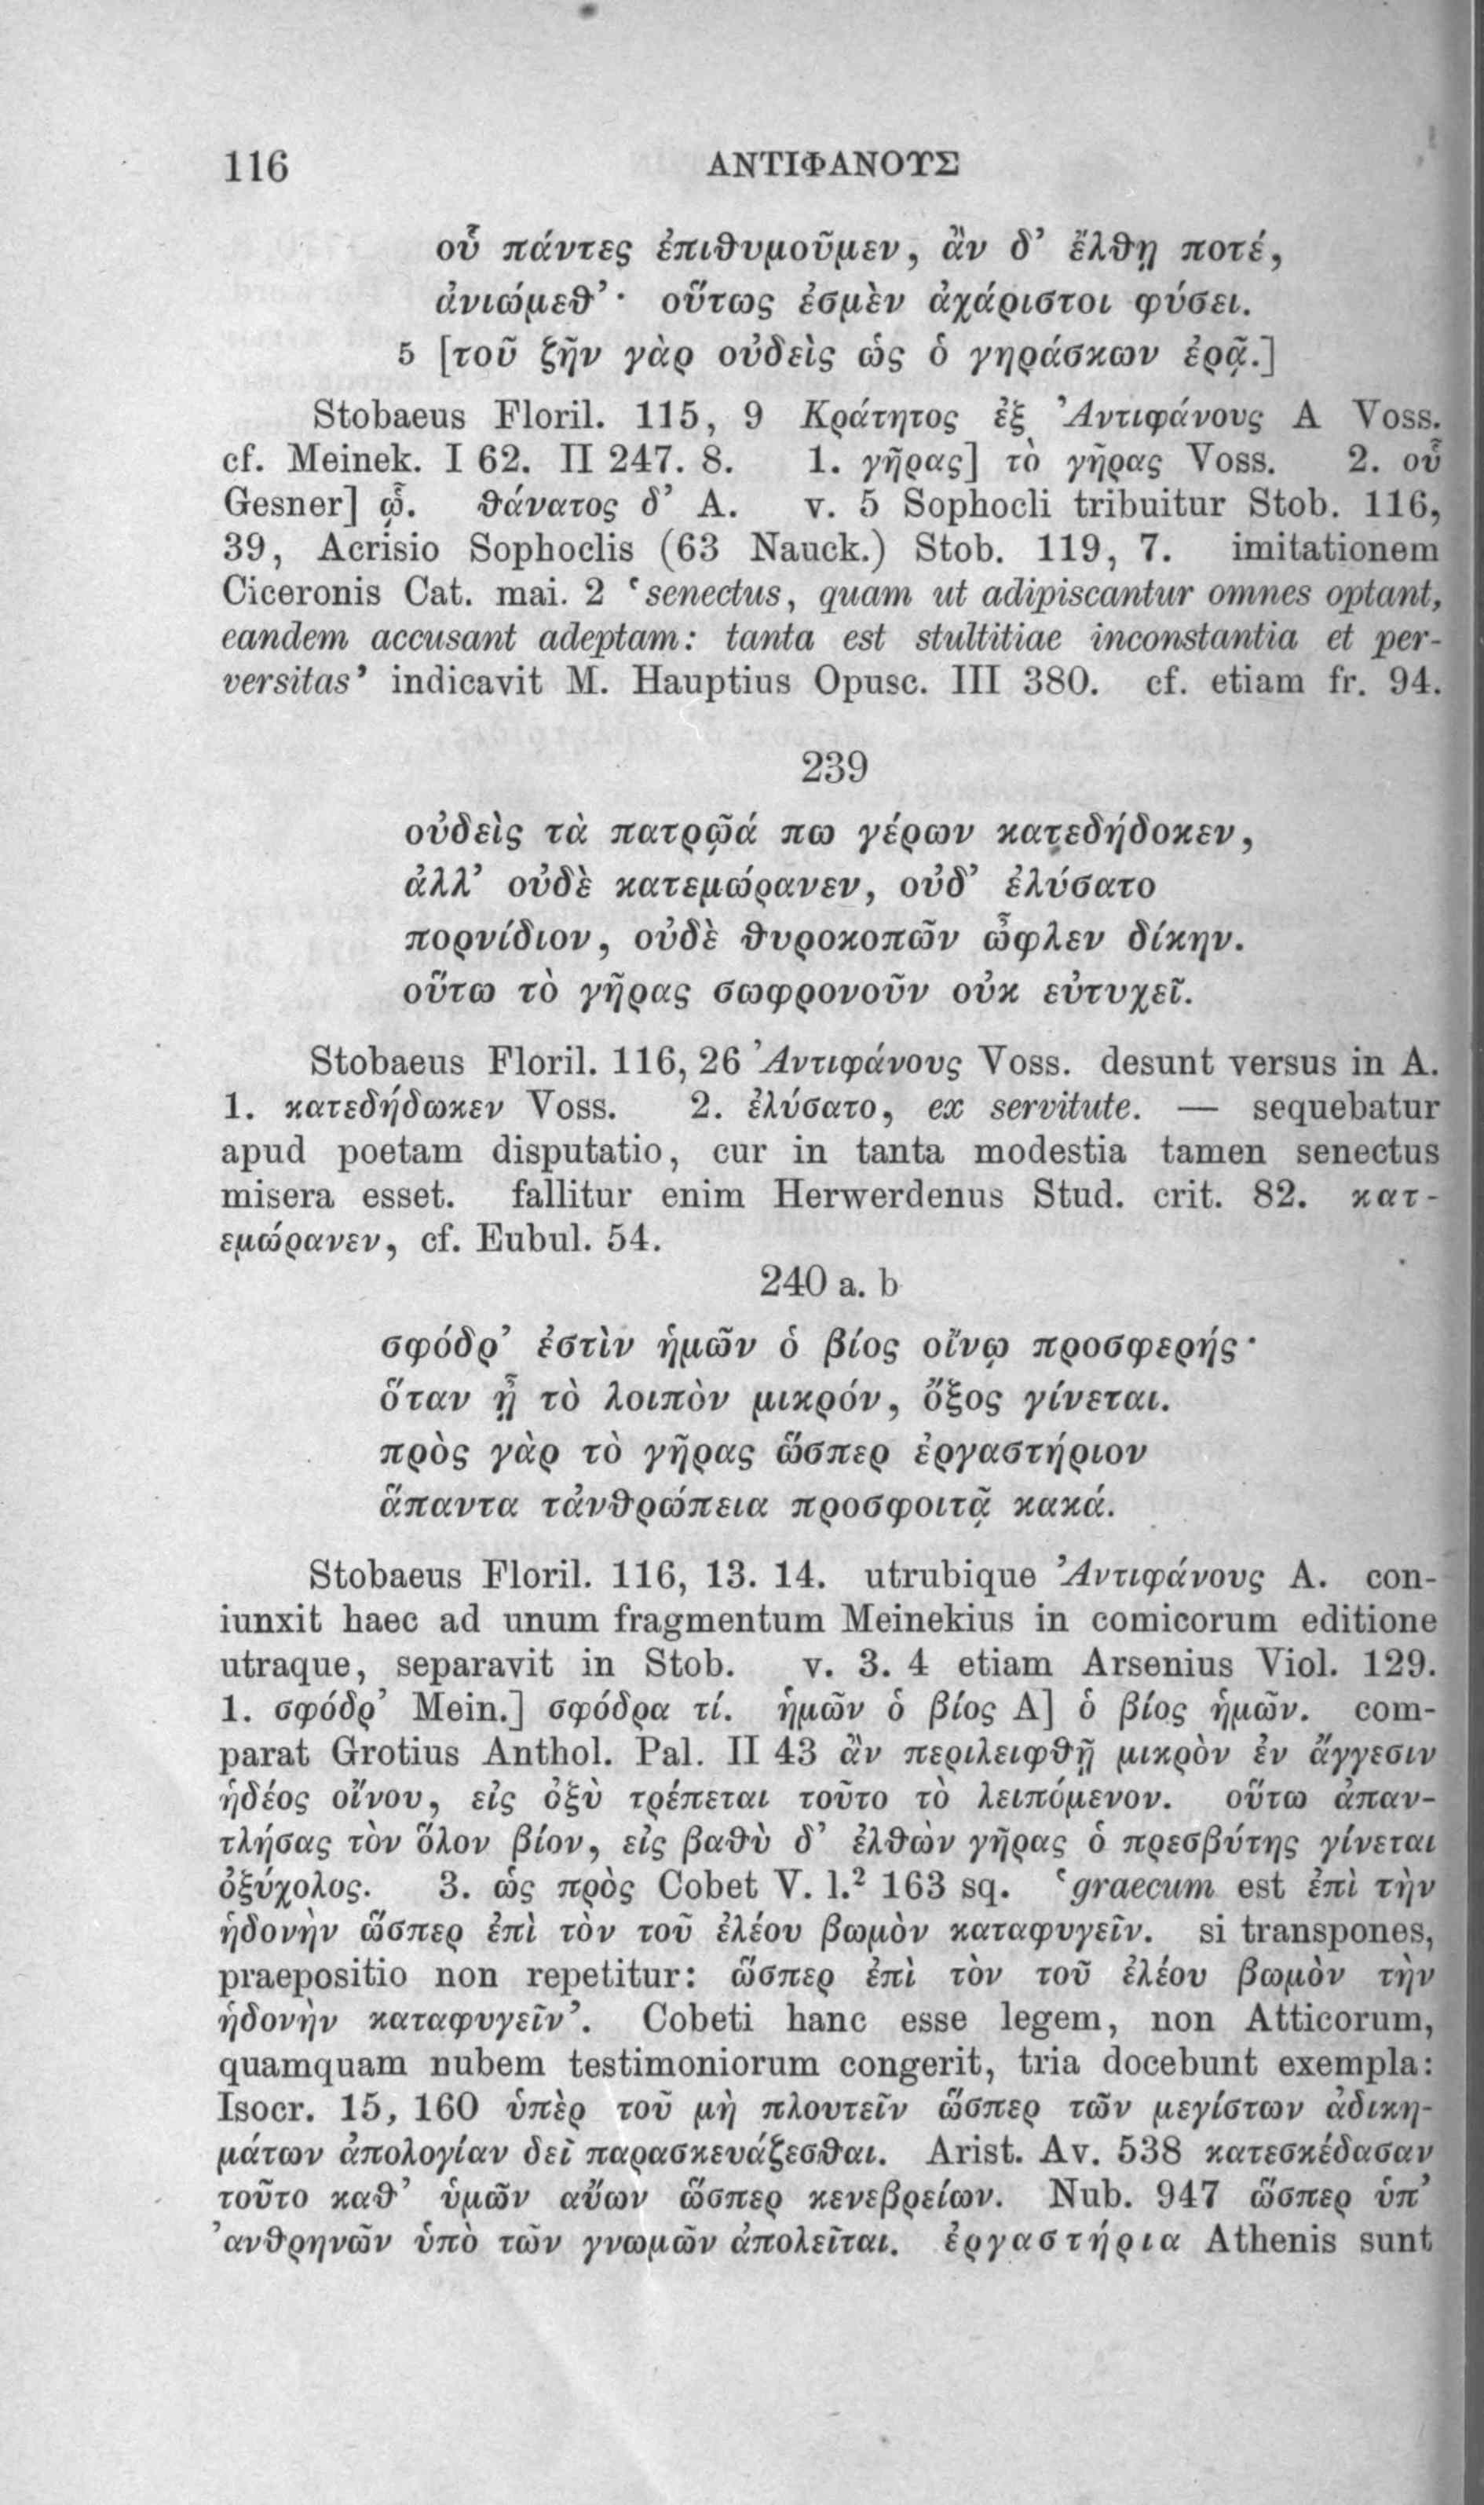 116 ΑΝΤΙΦΑΝΟΥΣ
οὗ πάντες ἐπιθυμοῦμεν, ἂν δ’ ἔλθῃ ποτέ,
ἀνιώμεθ’· οὕτως ἐσμὲν ἀχάριστοι φύσει.
5 [τοῦ ζῆν γὰρ οὐδεὶς ὡς ὁ γηράσκων ἐρᾷ.]
Stobaeus Floril. 115, 9 Κράτητος ἐξ Ἀντιφάνους A Voss.
cf. Meinek. I 62. II 247. 8. 1. γῆρας] τὸ γῆρας Voss. 2. οὗ
Gesner] ᾧ. θάνατος δ’ A. v. 5 Sophocli tribuitur Stob. 116,
39, Acrisio Sophoclis (63 Nauck.) Stob. 119, 7. imitationem
Ciceronis Cat. mai. 2 ‘senectus, quam ut adipiscantur omnes optant,
eandem accusant adeptam: tanta est stultitiae inconstantia et per-
versitas’ indicavit M. Hauptius Opusc. III 380. cf. etiam fr. 94.
239
οὐδεὶς τὰ πατρῷά πω γέρων κατεδήδοκεν,
ἀλλ’ οὐδὲ κατεμώρανεν, οὐδ’ ἐλύσατο
πορνίδιον, οὐδὲ θυροκοπῶν ὦφλεν δίκην.
οὕτω τὸ γῆρας σωφρονοῦν οὐκ εὐτυχεῖ.
Stobaeus Floril. 116, 26 Ἀντιφάνους Voss. desunt versus in A.
1. κατεδήδωκεν Voss. 2. ἐλύσατο, ex servitute. — sequebatur
apud poetam disputatio, cur in tanta modestia tamen senectus
misera esset. fallitur enim Herwerdenus Stud. crit. 82. κατ-
εμώρανεν, cf. Eubul. 54.
240 a. b
σφόδρ’ ἐστὶν ἡμῶν ὁ βίος οἴνῳ προσφερής·
ὅταν ᾖ τὸ λοιπὸν μικρόν, ὄξος γίνεται.
πρὸς γὰρ τὸ γῆρας ὥσπερ ἐργαστήριον
ἅπαντα τἀνθρώπεια προσφοιτᾷ κακά.
Stobaeus Floril. 116, 13. 14. utrubique Ἀντιφάνους A. con-
iunxit haec ad unum fragmentum Meinekius in comicorum editione
utraque, separavit in Stob. v. 3. 4 etiam Arsenius Viol. 129.
1. σφόδρ’ Mein.] σφόδρα τί. ἡμῶν ὁ βίος A] ὁ βίος ἡμῶν. com-
parat Grotius Anthol. Pal. II 43 ἂν περιλειφθῇ μικρὸν ἐν ἄγγεσιν
ἡδέος οἴνου, εἰς ὀξὺ τρέπεται τοῦτο τὸ λειπόμενον. οὕτω ἀπαν-
τλήσας τὸν ὅλον βίον, εἰς βαθὺ δ’ ἐλθὼν γῆρας ὁ πρεσβύτης γίνεται
ὀξύχολος. 3. ὡς πρὸς Cobet V. l.² 163 sq. ‘graecum est ἐπὶ τὴν
ἡδονὴν ὥσπερ ἐπὶ τὸν τοῦ ἐλέου βωμὸν καταφυγεῖν. si transpones,
praepositio non repetitur: ὥσπερ ἐπὶ τὸν τοῦ ἐλέου βωμὸν τὴν
ἡδονὴν καταφυγεῖν’. Cobeti hanc esse legem, non Atticorum,
quamquam nubem testimoniorum congerit, tria docebunt exempla:
Isocr. 15, 160 ὑπὲρ τοῦ μὴ πλουτεῖν ὥσπερ τῶν μεγίστων ἀδικη-
μάτων ἀπολογίαν δεῖ παρασκευάζεσθαι. Arist. Av. 538 κατεσκέδασαν
τοῦτο καθ’ ὑμῶν αὔων ὥσπερ κενεβρείων. Nub. 947 ὥσπερ ὑπ’
’ανθρηνῶν ὑπὸ τῶν γνωμῶν ἀπολεῖται. ἐργαστήρια Athenis sunt